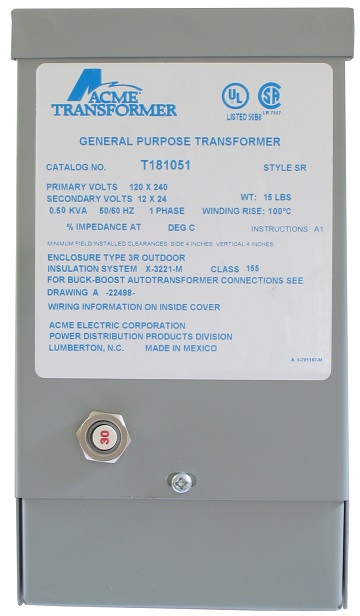 ACME
TRANSFORMER
UL
SA
LISTED 50B8
LR 7357
GENERAL PURPOSE TRANSFORMER
CATALOG NO. T181051 STYLE SR
PRIMARY VOLTS 120 X 240
SECONDARY VOLTS 12 X 24 WT: 15 LBS
0.50 KVA 50/60 HZ 1 PHASE WINDING RISE: 100°C
% IMPEDANCE AT DEG C INSTRUCTIONS A1
MINIMUM FIELD INSTALLED CLEARANCES: SIDE 4 INCHES, VERTICAL 4 INCHES
ENCLOSURE TYPE 3R OUTDOOR
INSULATION SYSTEM X-3221-M CLASS 155
FOR BUCK-BOOST AUTOTRANSFORMER CONNECTIONS SEE
DRAWING A -22498-
WIRING INFORMATION ON INSIDE COVER
ACME ELECTRIC CORPORATION
POWER DISTRIBUTION PRODUCTS DIVISION
LUMBERTON, N.C. MADE IN MEXICO
30